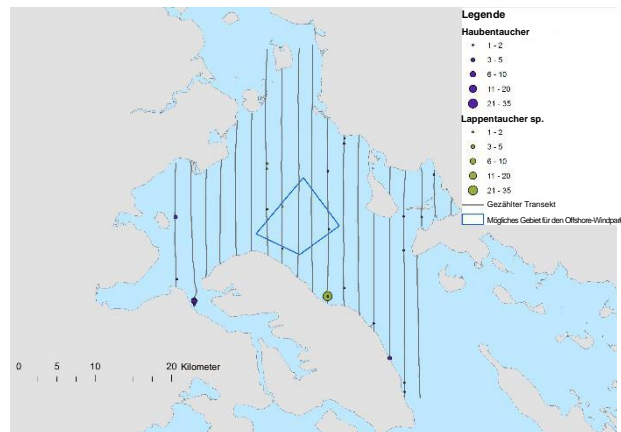 Legende
Haubentaucher
1 - 2
3 - 5
6 - 10
11 - 20
21 - 35
Lappentaucher sp.
1 - 2
3 - 5
6 - 10
11 - 20
21 - 35
Gezählter Transekt
Mögliches Gebiet für den Offshore-Windpark
0 5 10 20 Kilometer